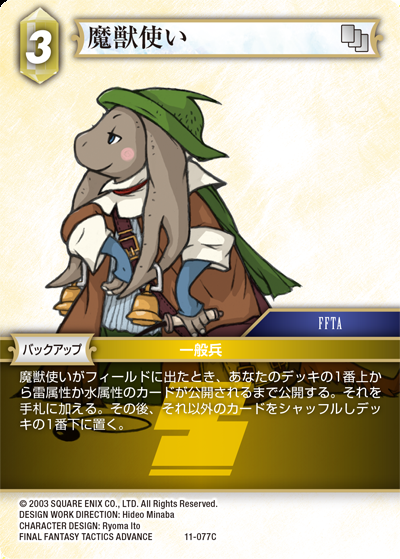 3
魔獣使い
FFTA
バックアップ
一般兵
魔獣使いがフィールドに出たとき、あなたのデッキの1番上か
ら雷属性か水属性のカードが公開されるまで公開する。それを
手札に加える。その後、それ以外のカードをシャッフルしデッ
キの1番下に置く。
© 2003 SQUARE ENIX CO., LTD. All Rights Reserved.
DESIGN WORK DIRECTION: Hideo Minaba
CHARACTER DESIGN: Ryoma Ito
FINAL FANTASY TACTICS ADVANCE 11-077C